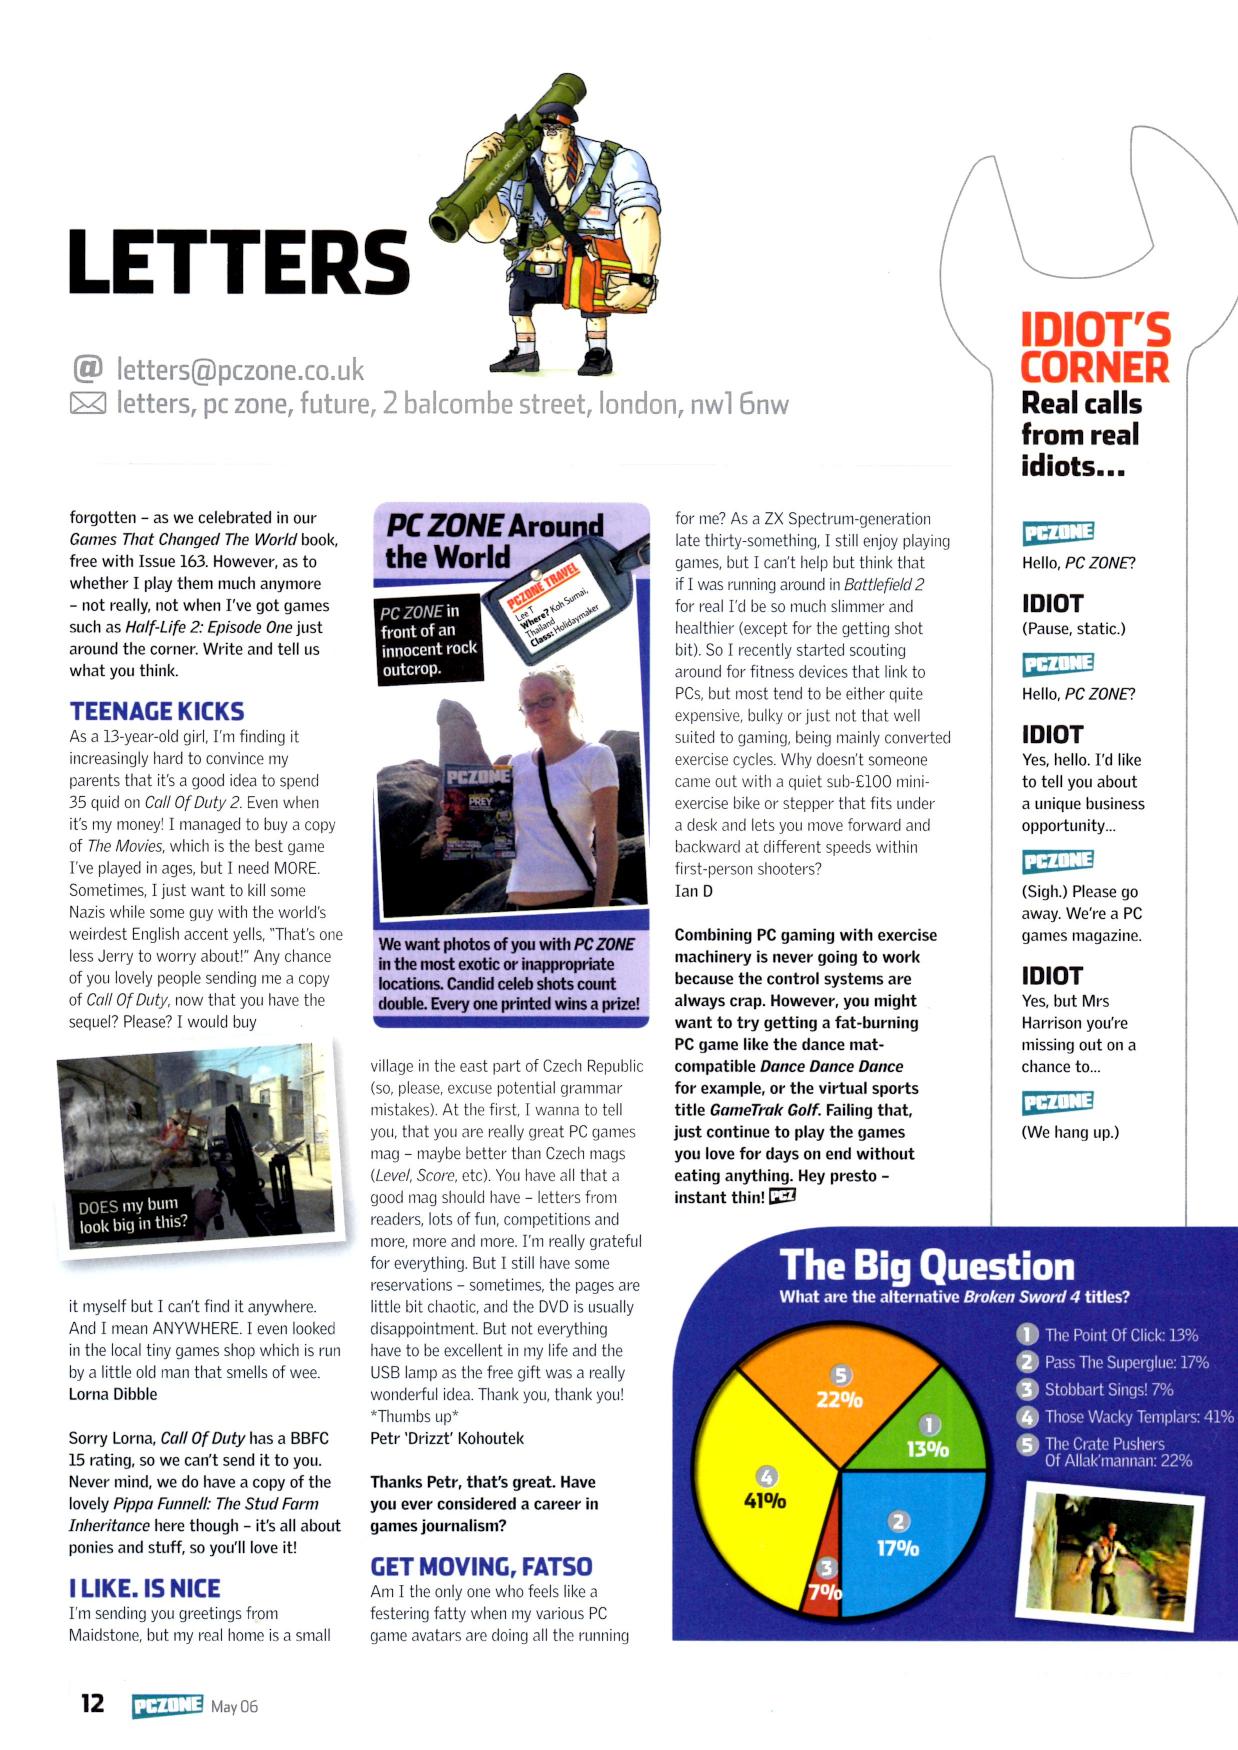 LETTERS
@ letters@pczone.co.uk
letters, pc zone, future, 2 balcombe street, london, nw1 6nw
forgotten – as we celebrated in our
Games That Changed The World book,
free with Issue 163. However, as to
whether I play them much anymore
– not really, not when I've got games
such as Half-Life 2: Episode One just
around the corner. Write and tell us
what you think.
TEENAGE KICKS
As a 13-year-old girl, I'm finding it
increasingly hard to convince my
parents that it's a good idea to spend
35 quid on Call Of Duty 2. Even when
it's my money! I managed to buy a copy
of The Movies, which is the best game
I've played in ages, but I need MORE.
Sometimes, I just want to kill some
Nazis while some guy with the world's
weirdest English accent yells, "That's one
less Jerry to worry about!" Any chance
of you lovely people sending me a copy
of Call Of Duty, now that you have the
sequel? Please? I would buy
DOES my bum
look big in this?
it myself but I can't find it anywhere.
And I mean ANYWHERE. I even looked
in the local tiny games shop which is run
by a little old man that smells of wee.
Lorna Dibble
Sorry Lorna, Call Of Duty has a BBFC
15 rating, so we can't send it to you.
Never mind, we do have a copy of the
lovely Pippa Funnell: The Stud Farm
Inheritance here though – it's all about
ponies and stuff, so you'll love it!
I LIKE. IS NICE
I'm sending you greetings from
Maidstone, but my real home is a small
PC ZONE Around
the World
PCZONE TRAVEL
Lee T
Where? Koh Sumai,
Thailand
Class: Holidaymaker
PC ZONE in
front of an
innocent rock
outcrop.
PCZONE
PREY
We want photos of you with PC ZONE
in the most exotic or inappropriate
locations. Candid celeb shots count
double. Every one printed wins a prize!
village in the east part of Czech Republic
(so, please, excuse potential grammar
mistakes). At the first, I wanna to tell
you, that you are really great PC games
mag – maybe better than Czech mags
(Level, Score, etc). You have all that a
good mag should have – letters from
readers, lots of fun, competitions and
more, more and more. I'm really grateful
for everything. But I still have some
reservations – sometimes, the pages are
little bit chaotic, and the DVD is usually
disappointment. But not everything
have to be excellent in my life and the
USB lamp as the free gift was a really
wonderful idea. Thank you, thank you!
*Thumbs up*
Petr 'Drizzt' Kohoutek
Thanks Petr, that's great. Have
you ever considered a career in
games journalism?
GET MOVING, FATSO
Am I the only one who feels like a
festering fatty when my various PC
game avatars are doing all the running
for me? As a ZX Spectrum-generation
late thirty-something, I still enjoy playing
games, but I can't help but think that
if I was running around in Battlefield 2
for real I'd be so much slimmer and
healthier (except for the getting shot
bit). So I recently started scouting
around for fitness devices that link to
PCs, but most tend to be either quite
expensive, bulky or just not that well
suited to gaming, being mainly converted
exercise cycles. Why doesn't someone
came out with a quiet sub-£100 mini-
exercise bike or stepper that fits under
a desk and lets you move forward and
backward at different speeds within
first-person shooters?
Ian D
Combining PC gaming with exercise
machinery is never going to work
because the control systems are
always crap. However, you might
want to try getting a fat-burning
PC game like the dance mat-
compatible Dance Dance Dance
for example, or the virtual sports
title GameTrak Golf. Failing that,
just continue to play the games
you love for days on end without
eating anything. Hey presto –
instant thin! PCZ
IDIOT'S
CORNER
Real calls
from real
idiots...
PCZONE
Hello, PC ZONE?
IDIOT
(Pause, static.)
PCZONE
Hello, PC ZONE?
IDIOT
Yes, hello. I'd like
to tell you about
a unique business
opportunity...
PCZONE
(Sigh.) Please go
away. We're a PC
games magazine.
IDIOT
Yes, but Mrs
Harrison you're
missing out on a
chance to...
PCZONE
(We hang up.)
The Big Question
What are the alternative Broken Sword 4 titles?
1 The Point Of Click: 13%
2 Pass The Superglue: 17%
3 Stobbart Sings! 7%
4 Those Wacky Templars: 41%
5 The Crate Pushers
Of Allak'mannan: 22%
5
22%
1
13%
4
41%
2
17%
3
7%
12 PCZONE May 06